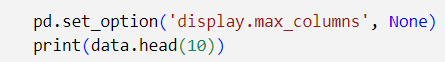 pd.set_option('display.max_columns', None)
print(data.head(10))